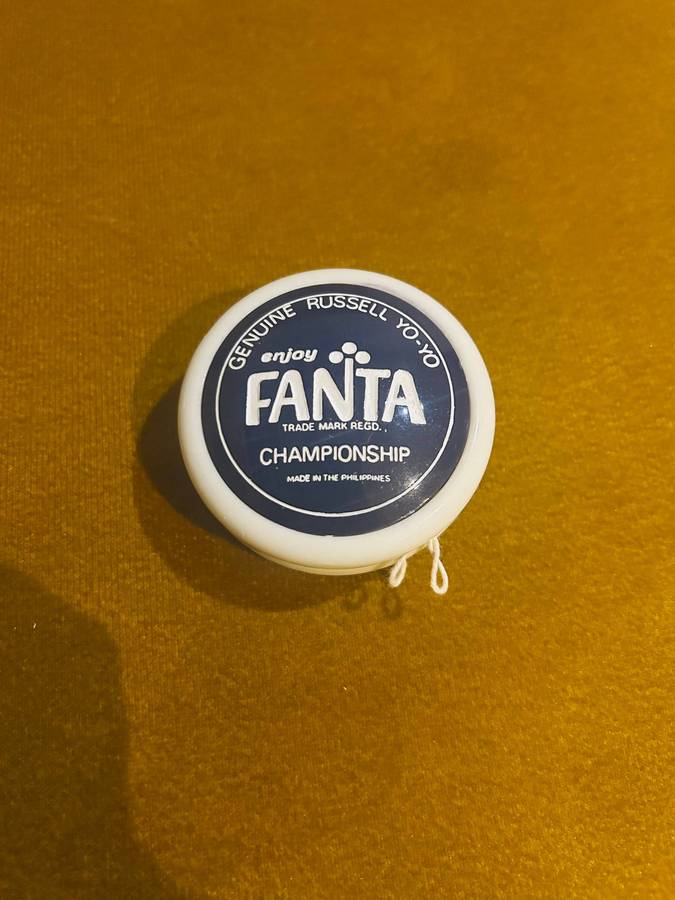 GENUINE RUSSELL YO-YO
enjoy
FANTA
TRADE MARK REGD.
CHAMPIONSHIP
MADE IN THE PHILIPPINES